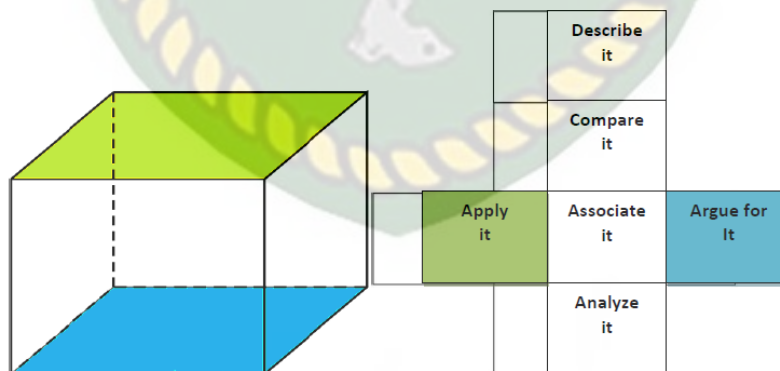 Describe
it
Compare
it
Apply
it
Associate
it
Argue for
It
Analyze
it